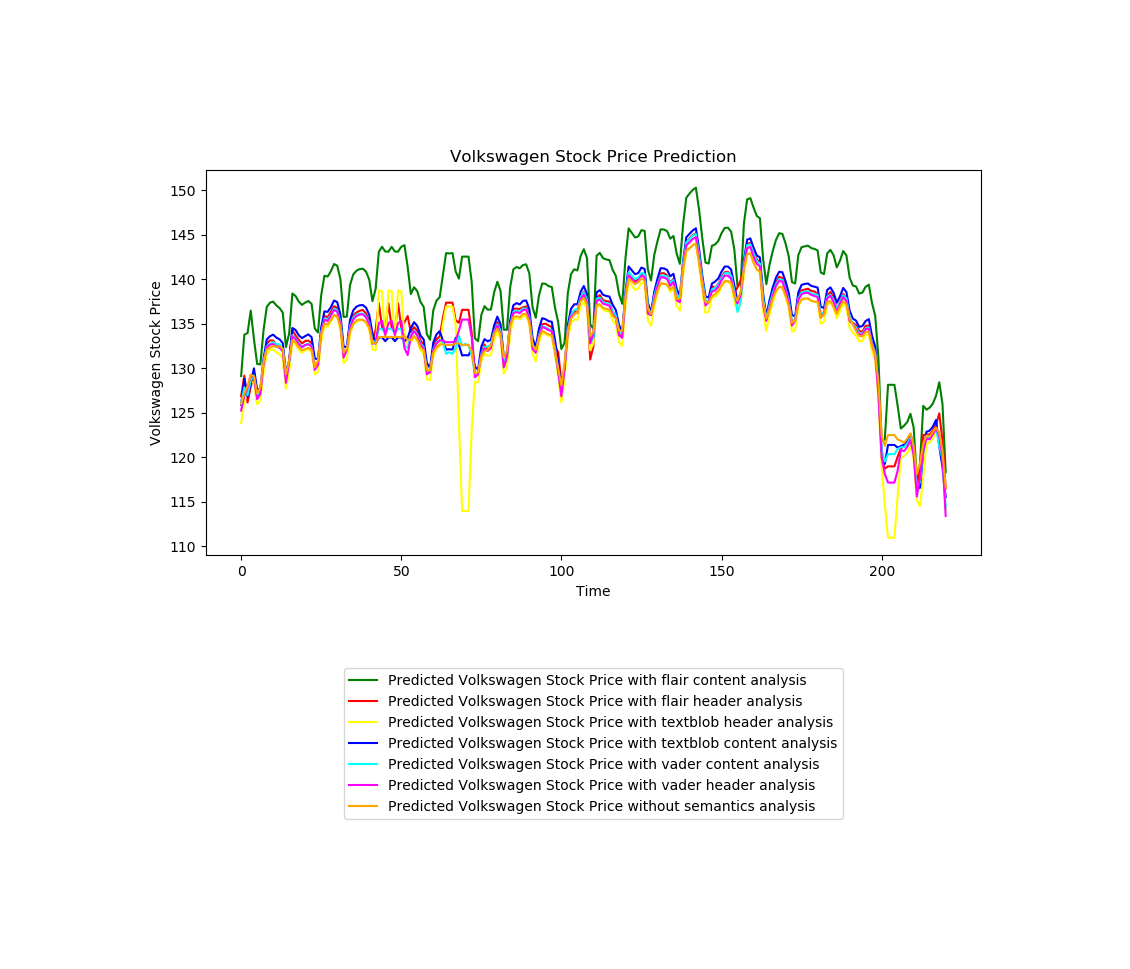 Volkswagen Stock Price Prediction
150
145
140
135
130
125
120
115
110
Volkswagen Stock Price
0 50 100 150 200
Time
Predicted Volkswagen Stock Price with flair content analysis
Predicted Volkswagen Stock Price with flair header analysis
Predicted Volkswagen Stock Price with textblob header analysis
Predicted Volkswagen Stock Price with textblob content analysis
Predicted Volkswagen Stock Price with vader content analysis
Predicted Volkswagen Stock Price with vader header analysis
Predicted Volkswagen Stock Price without semantics analysis